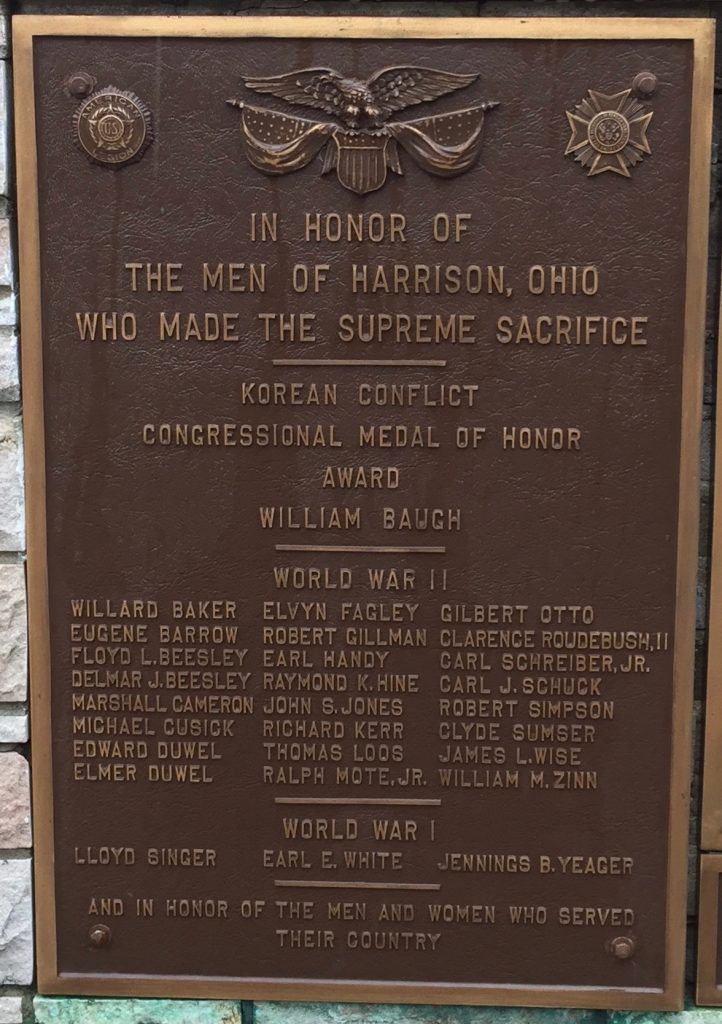 AMERICAN
US
LEGION
IN HONOR OF
THE MEN OF HARRISON, OHIO
WHO MADE THE SUPREME SACRIFICE
KOREAN CONFLICT
CONGRESSIONAL MEDAL OF HONOR
AWARD
WILLIAM BAUGH
WORLD WAR II
WILLARD BAKER ELVYN FAGLEY GILBERT OTTO
EUGENE BARROW ROBERT GILLMAN CLARENCE ROUDEBUSH, II
FLOYD L. BEESLEY EARL HANDY CARL SCHREIBER, JR.
DELMAR J. BEESLEY RAYMOND K. HINE CARL J. SCHUCK
MARSHALL CAMERON JOHN S. JONES ROBERT SIMPSON
MICHAEL CUSICK RICHARD KERR CLYDE SUMSER
EDWARD DUWEL THOMAS LOOS JAMES L. WISE
ELMER DUWEL RALPH MOTE, JR. WILLIAM M. ZINN
WORLD WAR I
LLOYD SINGER EARL E. WHITE JENNINGS B. YEAGER
AND IN HONOR OF THE MEN AND WOMEN WHO SERVED
THEIR COUNTRY